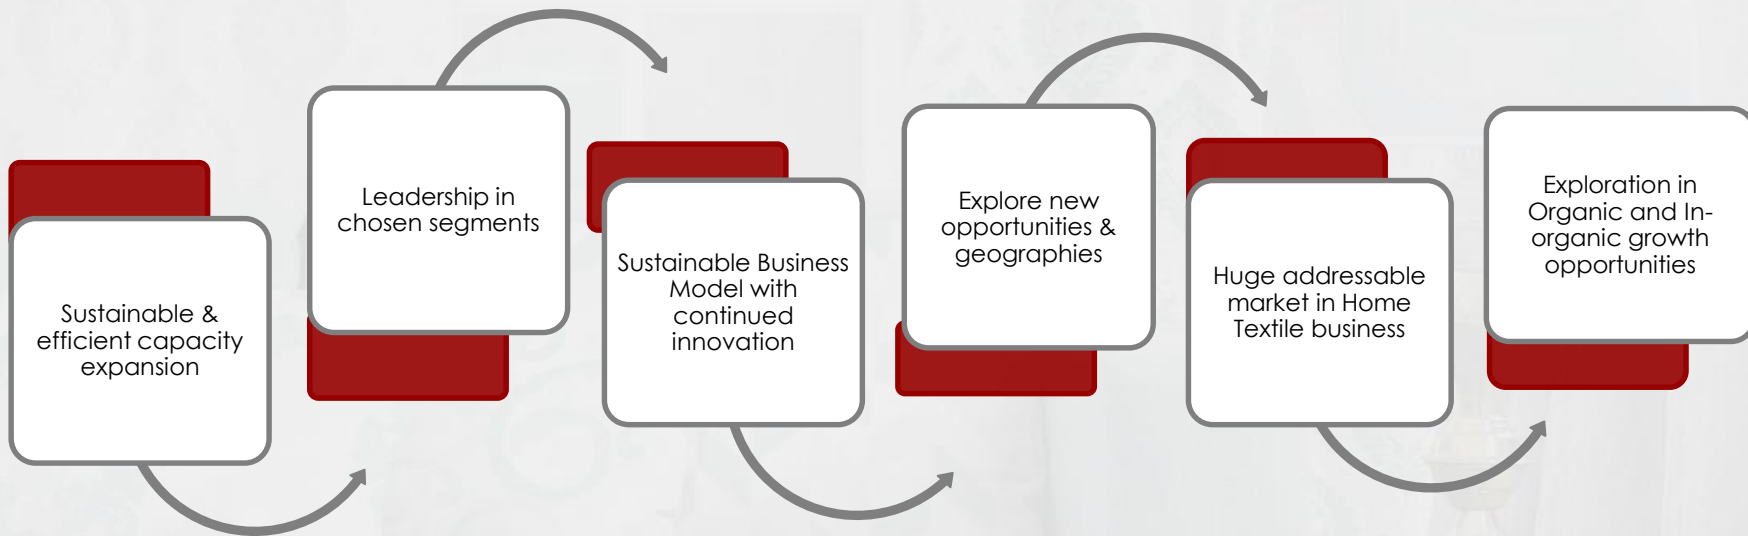 Sustainable &
efficient capacity
expansion
Leadership in
chosen segments
Sustainable Business
Model with
continued
innovation
Explore new
opportunities &
geographies
Huge addressable
market in Home
Textile business
Exploration in
Organic and In-
organic growth
opportunities